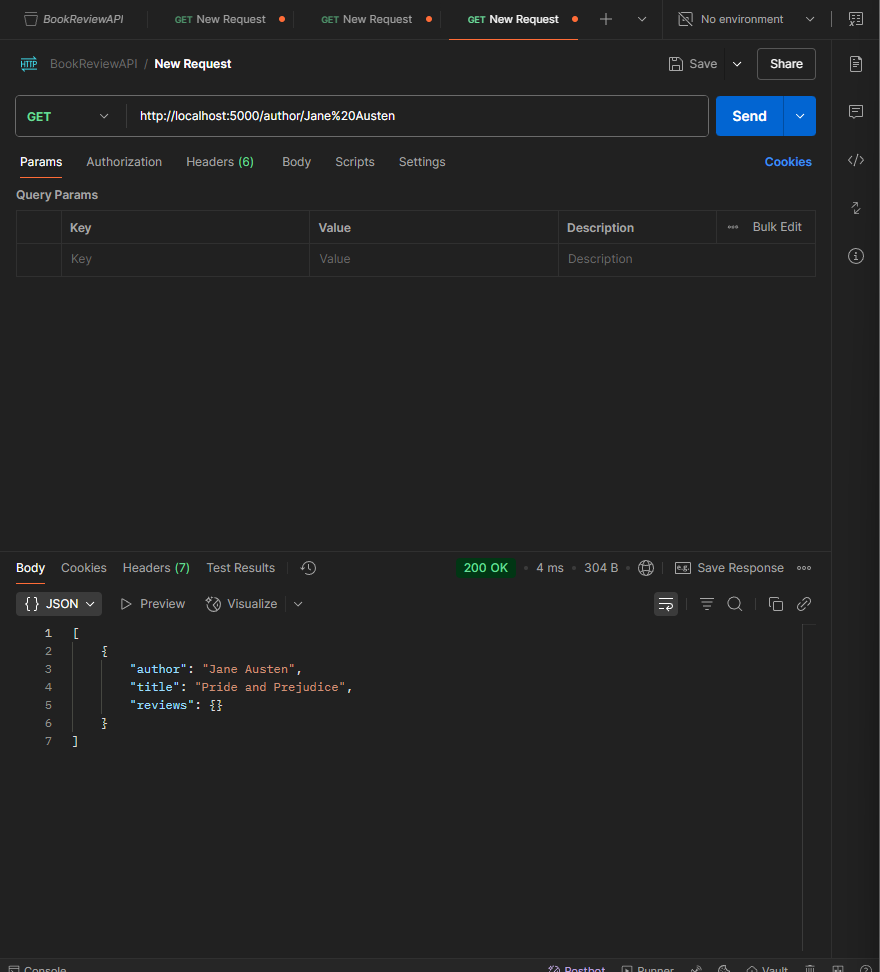 BookReviewAPI GET New Request GET New Request GET New Request No environment
HTTP BookReviewAPI / New Request Save Share
GET http://localhost:5000/author/Jane%20Austen Send
Params Authorization Headers (6) Body Scripts Settings Cookies
Query Params
Key Value Description Bulk Edit
Key Value Description
Body Cookies Headers (7) Test Results 200 OK 4 ms 304 B e.g. Save Response
{} JSON Preview Visualize
1 [
2 {
3 "author": "Jane Austen",
4 "title": "Pride and Prejudice",
5 "reviews": {}
6 }
7 ]
Console Postbot Runner Vault